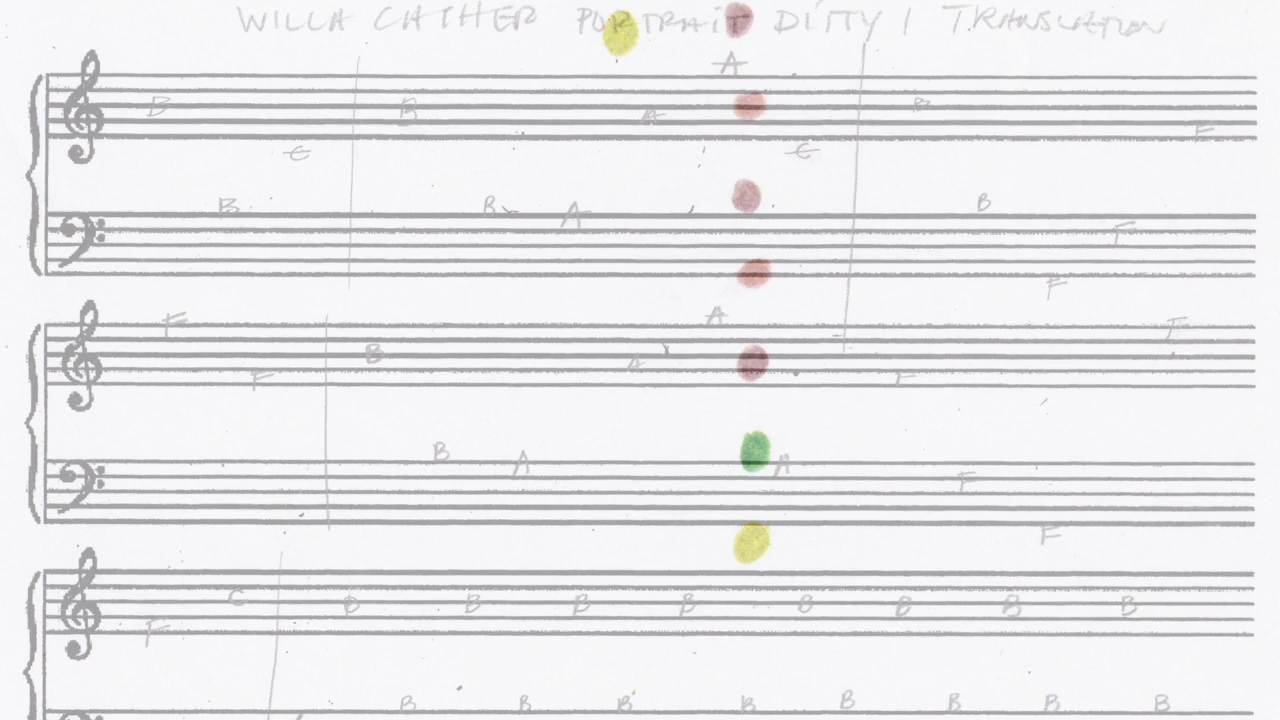 WILLA CATHER PORTRAIT DITTY / TRANSLATION
B C B A A C B F
B B A B F F
F F B A A F F
B A A F F
F C B B B B B B B B
B B B B B B B B